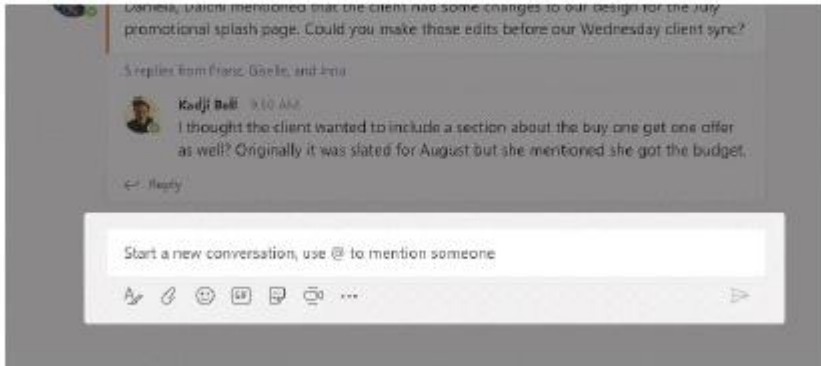 Daniela, Daichi mentioned that the client had some changes to our design for the July
promotional splash page. Could you make those edits before our Wednesday client sync?
5 replies from Franz, Giselle, and
Kadji Bell 9:50 AM
I thought the client wanted to include a section about the buy one get one offer
as well? Originally it was slated for August but she mentioned she got the budget.
Reply
Start a new conversation, use @ to mention someone
GIF